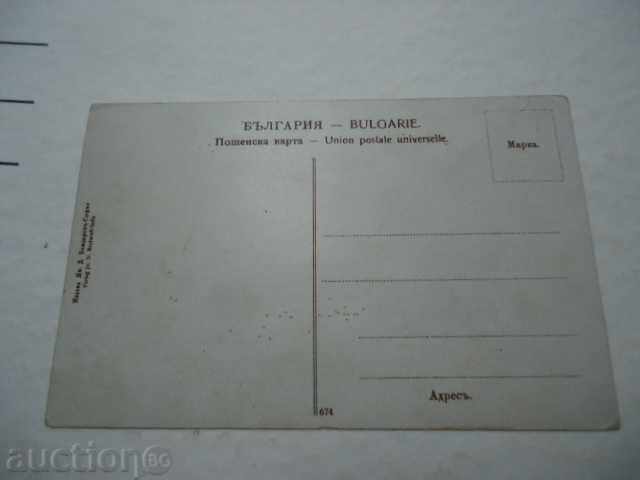 БЪЛГАРИЯ — BULGARIE.
Пощенска карта — Union postale universelle.
Марка.
Адресъ.
674
auction BG